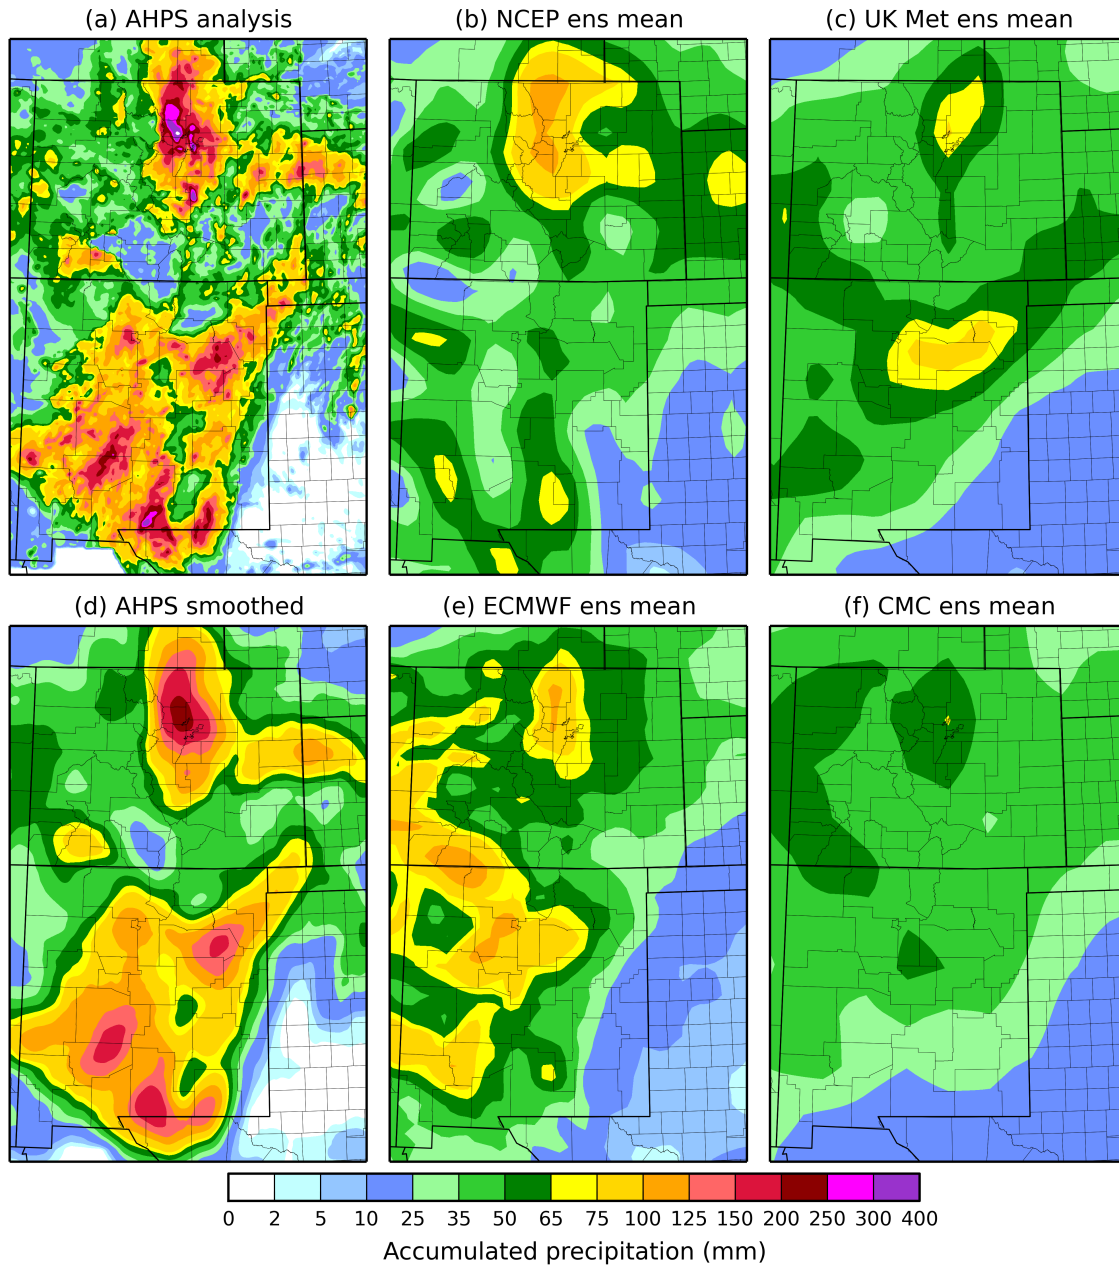 (a) AHPS analysis
(b) NCEP ens mean
(c) UK Met ens mean
(d) AHPS smoothed
(e) ECMWF ens mean
(f) CMC ens mean
0 2 5 10 25 35 50 65 75 100 125 150 200 250 300 400
Accumulated precipitation (mm)